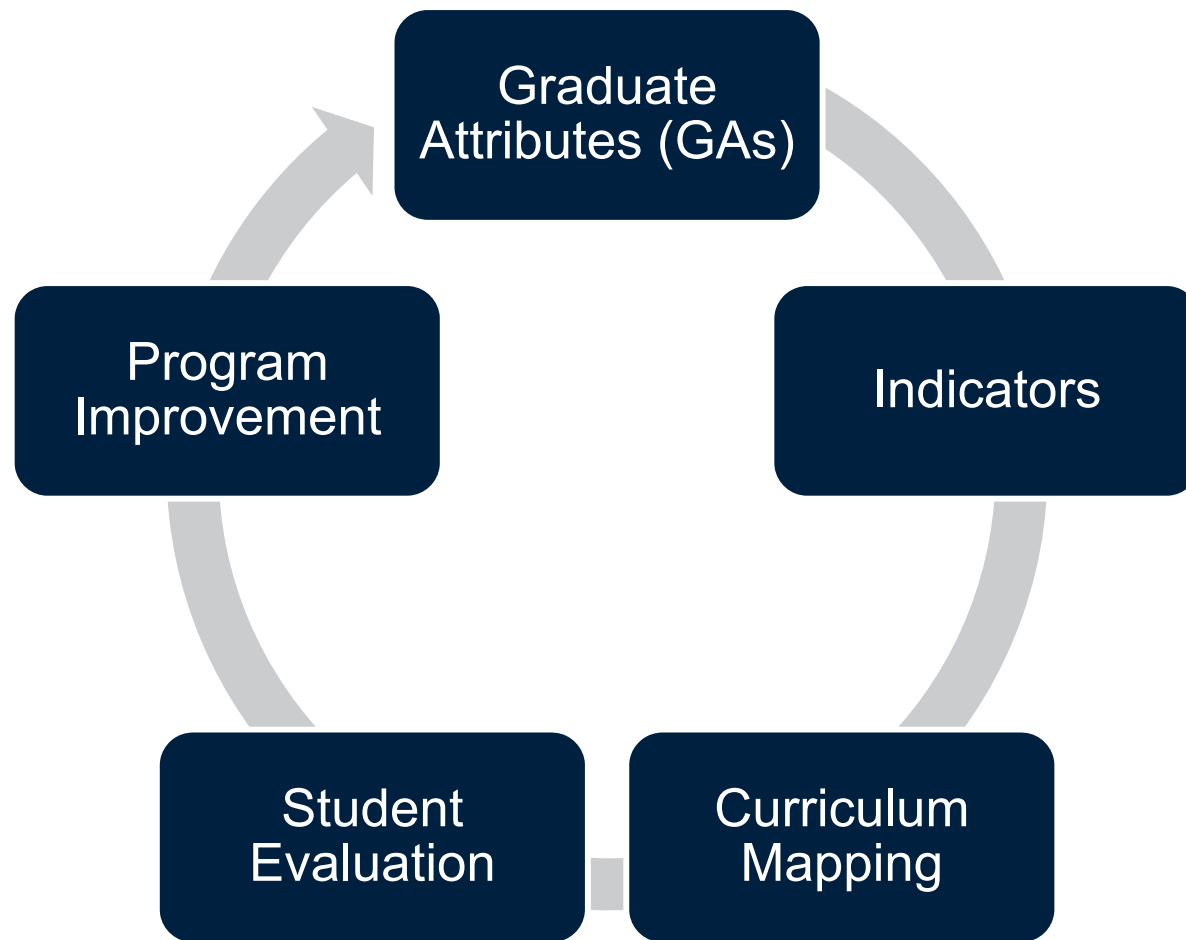 Graduate
Attributes (GAs)
Indicators
Curriculum
Mapping
Student
Evaluation
Program
Improvement